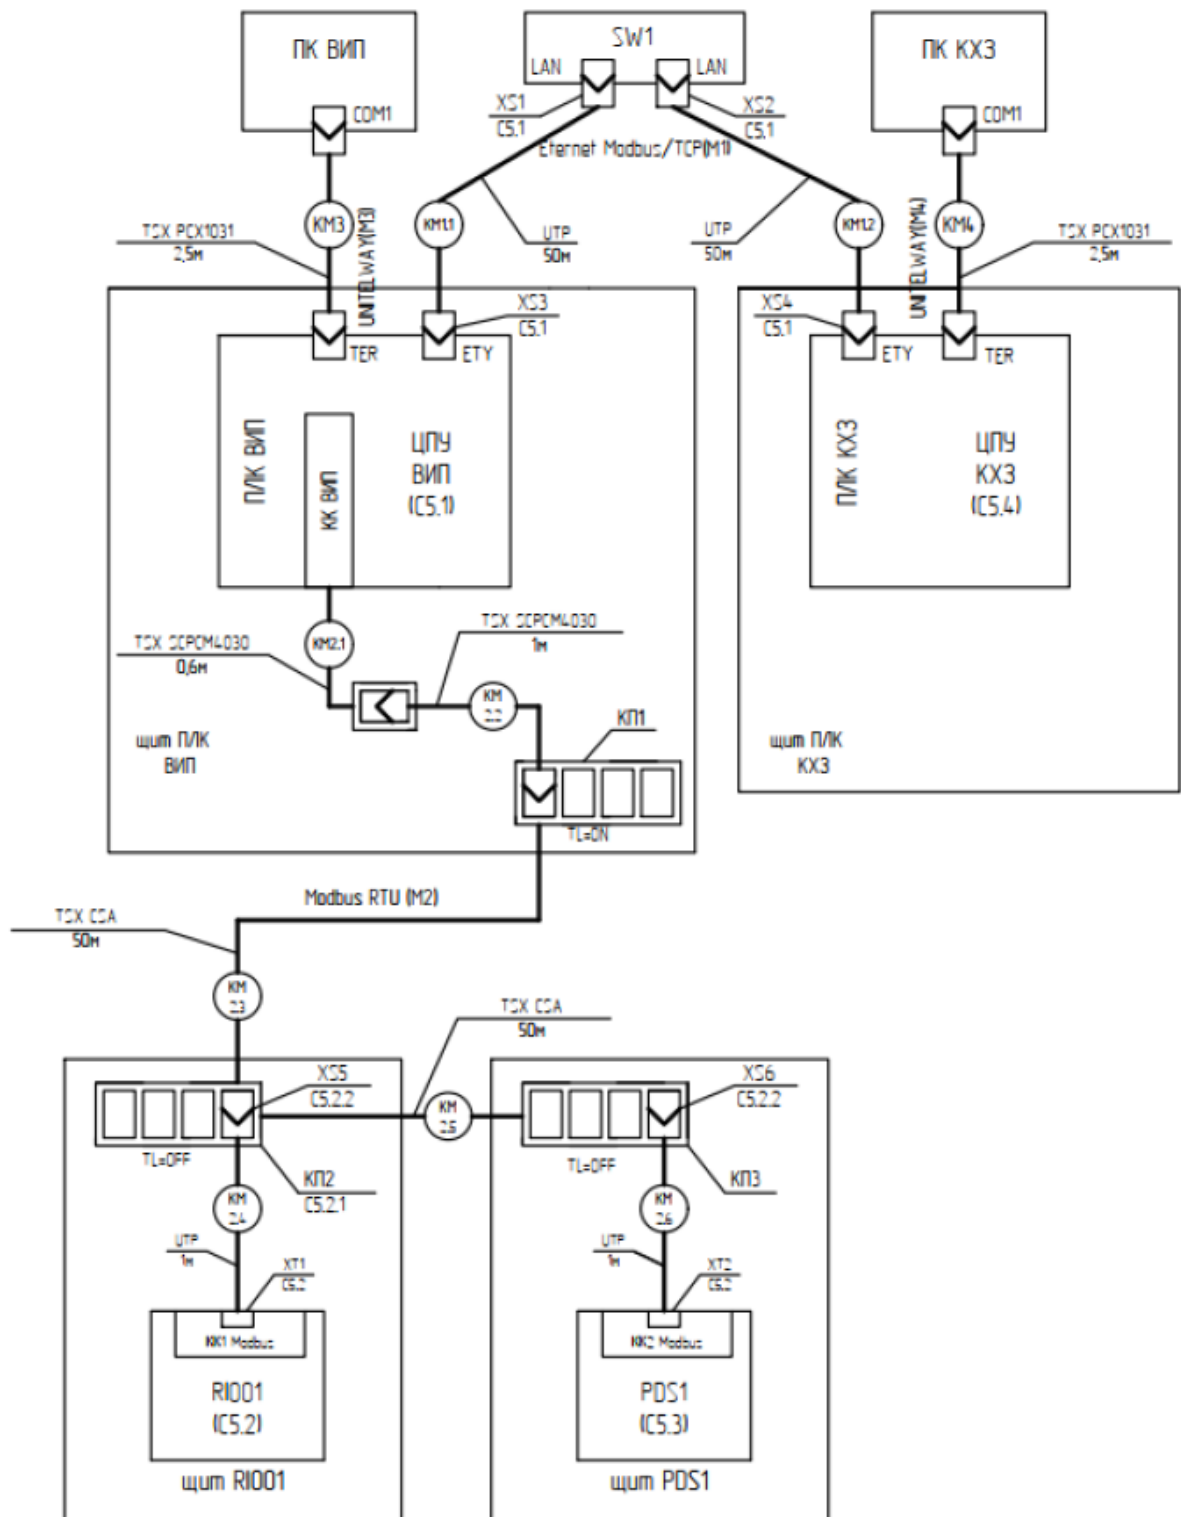 ПК ВИП
SW1
ПК КХЗ
COM1
LAN
LAN
COM1
XS1
C5.1
XS2
C5.1
Eternet Modbus/TCP(M1)
KM3
KM1.1
KM1.2
KM4
TSX PCX1031
2,5м
UNITELWAY(M3)
UTP
50м
UTP
50м
UNITELWAY(M4)
TSX PCX1031
2,5м
XS3
C5.1
XS4
C5.1
TER
ETY
ETY
TER
ПЛК ВИП
КК ВИП
ЦПУ
ВИП
(C5.1)
ПЛК КХЗ
ЦПУ
КХЗ
(C5.4)
TSX SCPCM4030
0,6м
KM2.1
TSX SCPCM4030
1м
KM
2.2
КП1
щит ПЛК
ВИП
щит ПЛК
КХЗ
TL=ON
Modbus RTU (M2)
TSX CSA
50м
KM
2.3
TSX CSA
50м
XS5
C5.2.2
KM
2.5
XS6
C5.2.2
TL=OFF
КП2
C5.2.1
TL=OFF
КП3
KM
2.4
KM
2.6
UTP
1м
XT1
C5.2
UTP
1м
XT2
C5.2
КК1 Modbus
КК2 Modbus
RIO01
(C5.2)
PDS1
(C5.3)
щит RIO01
щит PDS1